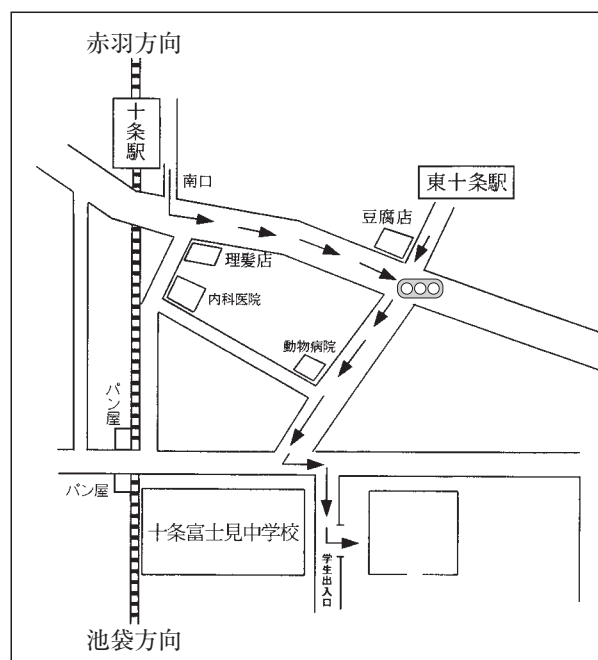 赤羽方向
十条駅
南口
東十条駅
豆腐店
理髪店
内科医院
動物病院
パン屋
パン屋
十条富士見中学校
学生出入口
池袋方向